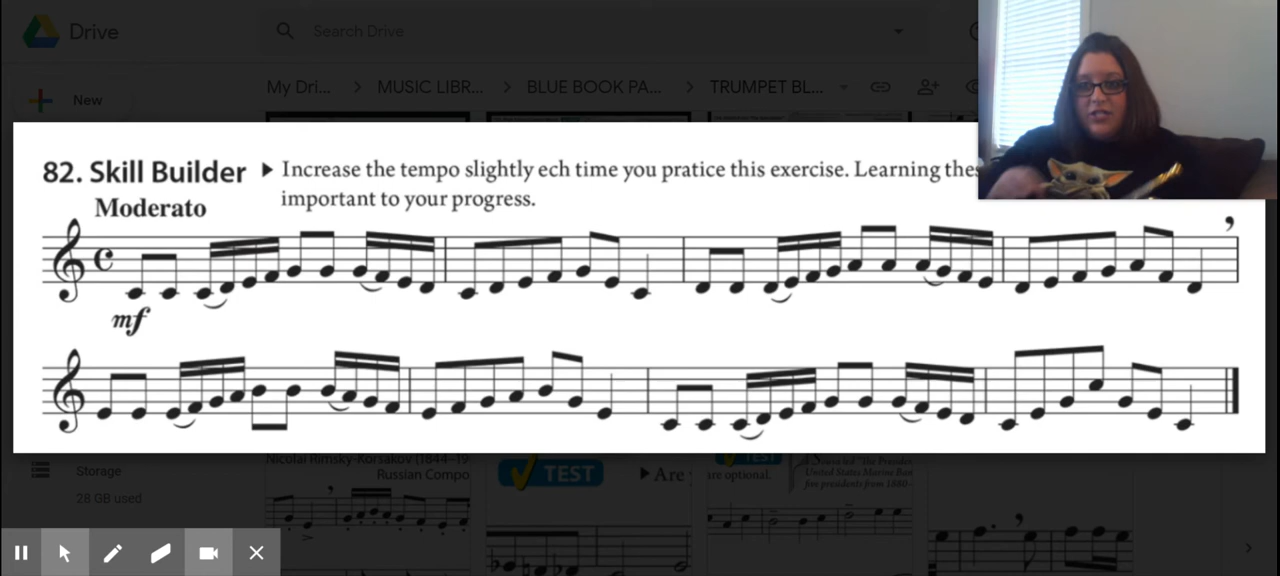 Drive
Search Drive
New
My Dri...
MUSIC LIBR...
BLUE BOOK PA...
TRUMPET BL...
82. Skill Builder
Increase the tempo slightly ech time you pratice this exercise. Learning
important to your progress.
Moderato
mf
Storage
28 GB used
Nicolai Rimsky-Korsakov (1844–19
Russian Compo
TEST
Are
TEST
are optional.
United States Marine Ban
five presidents from 1880-